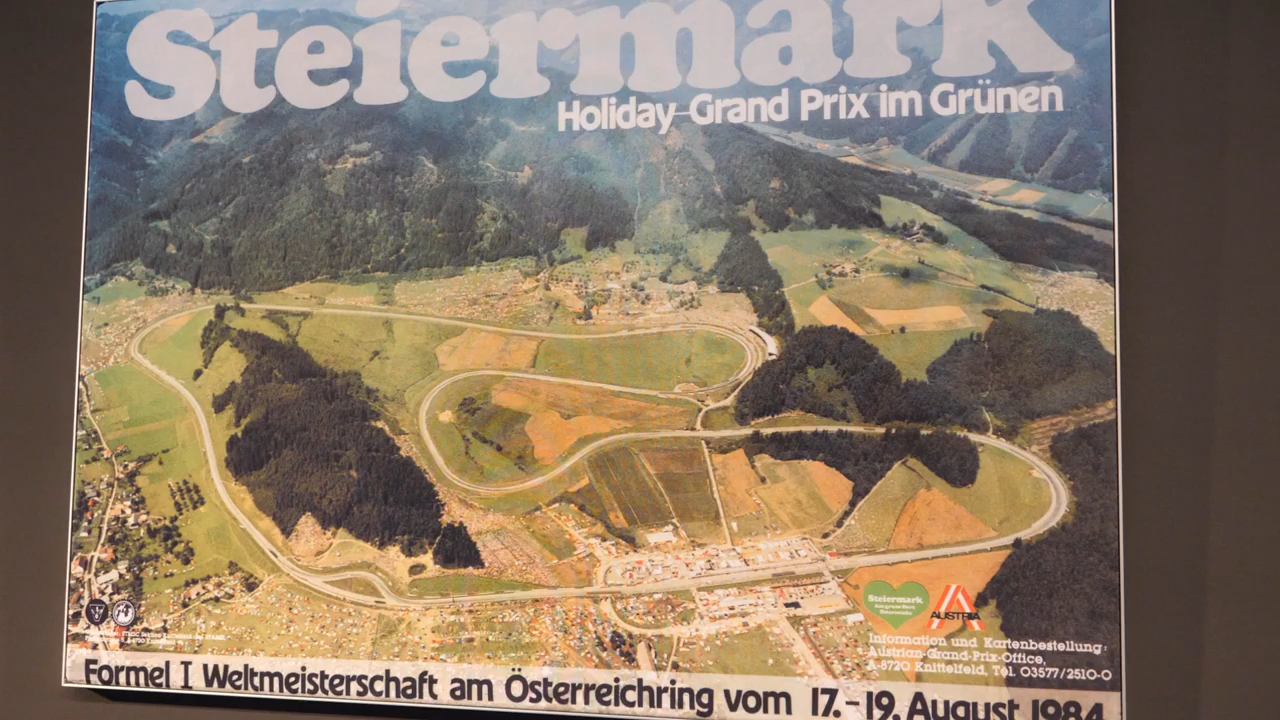 Steiermark
Holiday-Grand Prix im Grünen
Steiermark
AUSTRIA
Information und Kartenbestellung:
Austrian-Grand-Prix-Office,
A-8720 Knittelfeld, Tel. 03577/2510-0
Formel I Weltmeisterschaft am Österreichring vom 17.-19. August 1984